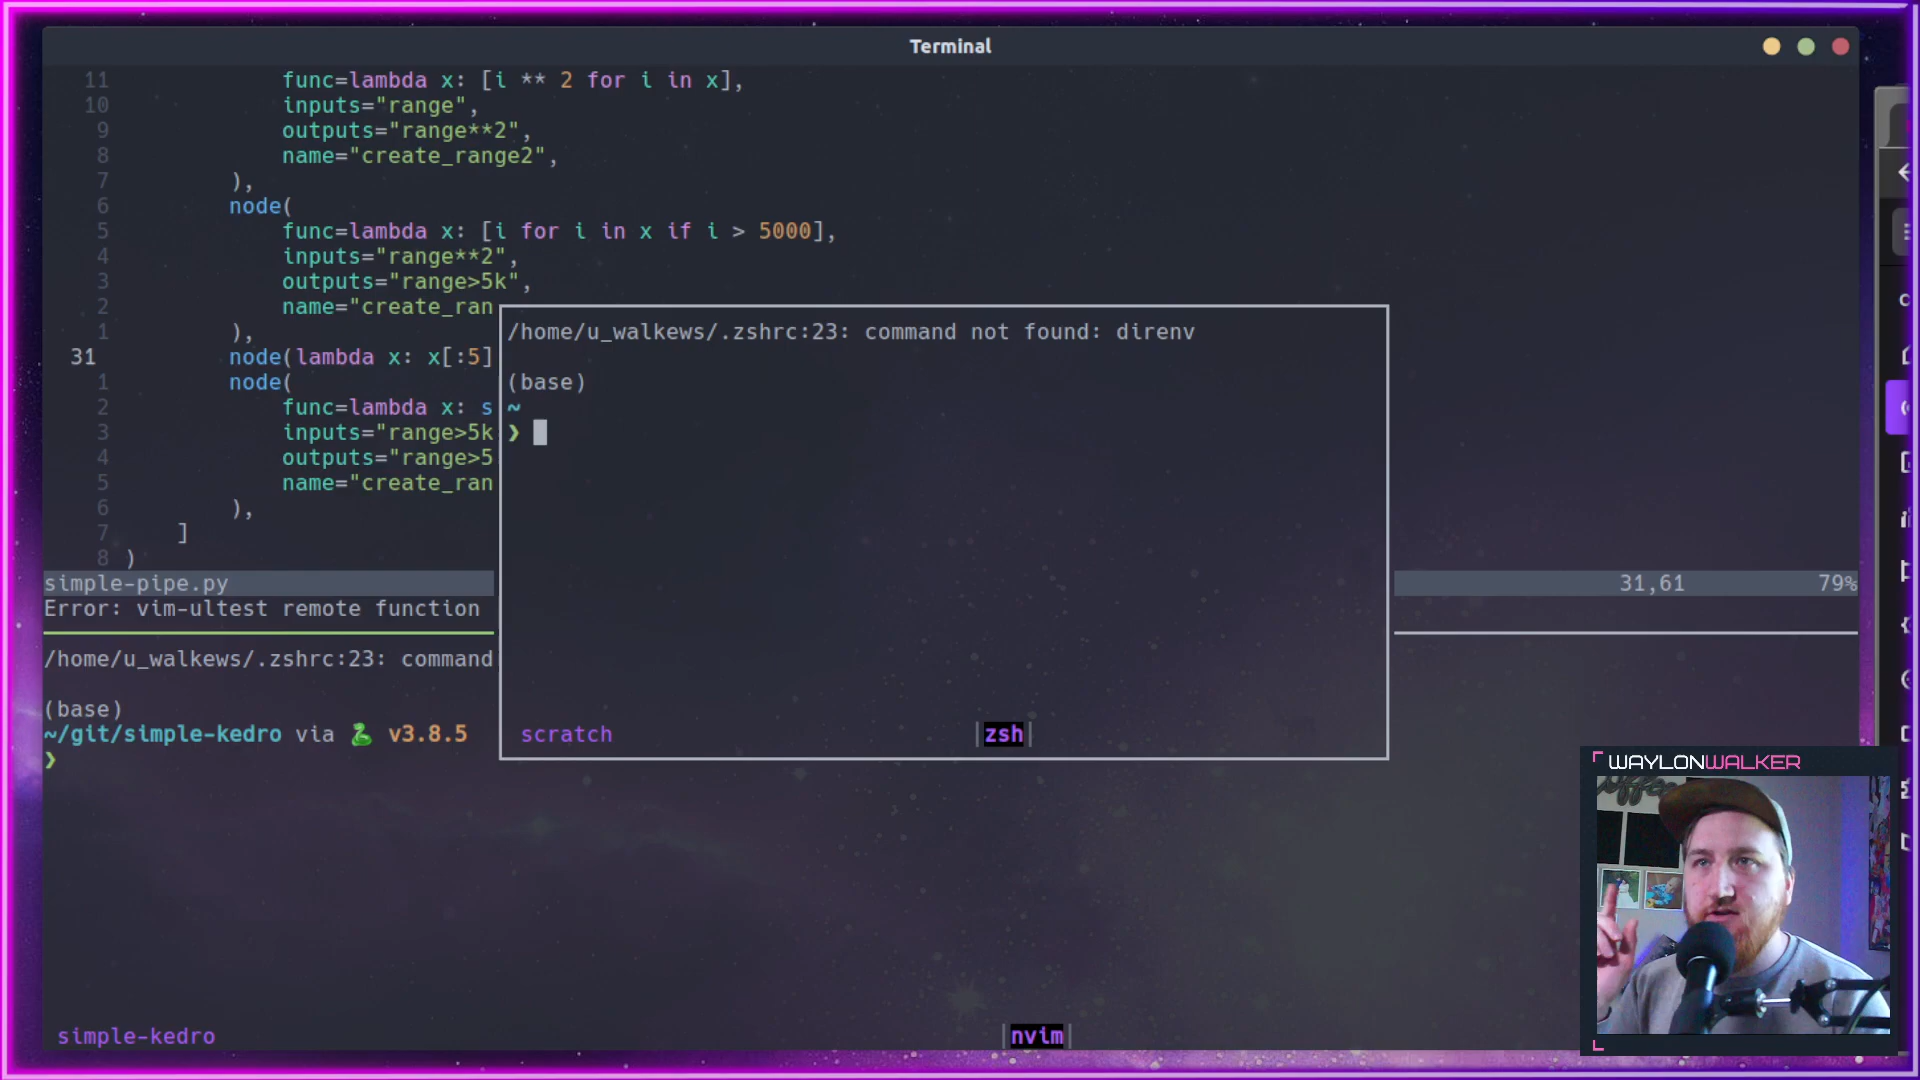 Terminal
11 func=lambda x: [i ** 2 for i in x],
10 inputs="range",
9 outputs="range**2",
8 name="create_range2",
7 ),
6 node(
5 func=lambda x: [i for i in x if i > 5000],
4 inputs="range**2",
3 outputs="range>5k",
2 name="create_ran
1 ),
31 node(lambda x: x[:5]
1 node(
2 func=lambda x: s
3 inputs="range>5k
4 outputs="range>5
5 name="create_ran
6 ),
7 ]
8 )
simple-pipe.py 31,61 79%
Error: vim-ultest remote function
/home/u_walkews/.zshrc:23: command
(base)
~/git/simple-kedro via 🐍 v3.8.5
❯
/home/u_walkews/.zshrc:23: command not found: direnv
(base)
~
❯
scratch |zsh|
WAYLONWALKER
simple-kedro |nvim|